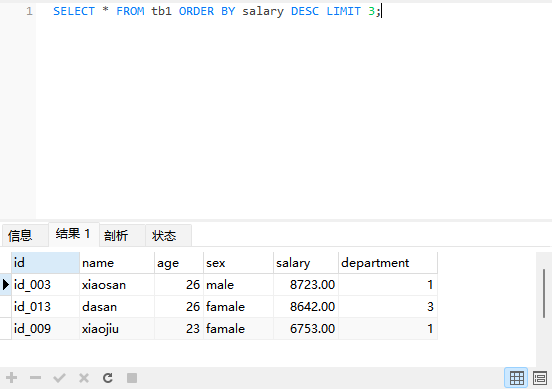 1 SELECT * FROM tb1 ORDER BY salary DESC LIMIT 3;
信息 结果 1 剖析 状态
id name age sex salary department
id_003 xiaosan 26 male 8723.00 1
id_013 dasan 26 famale 8642.00 3
id_009 xiaojiu 23 famale 6753.00 1